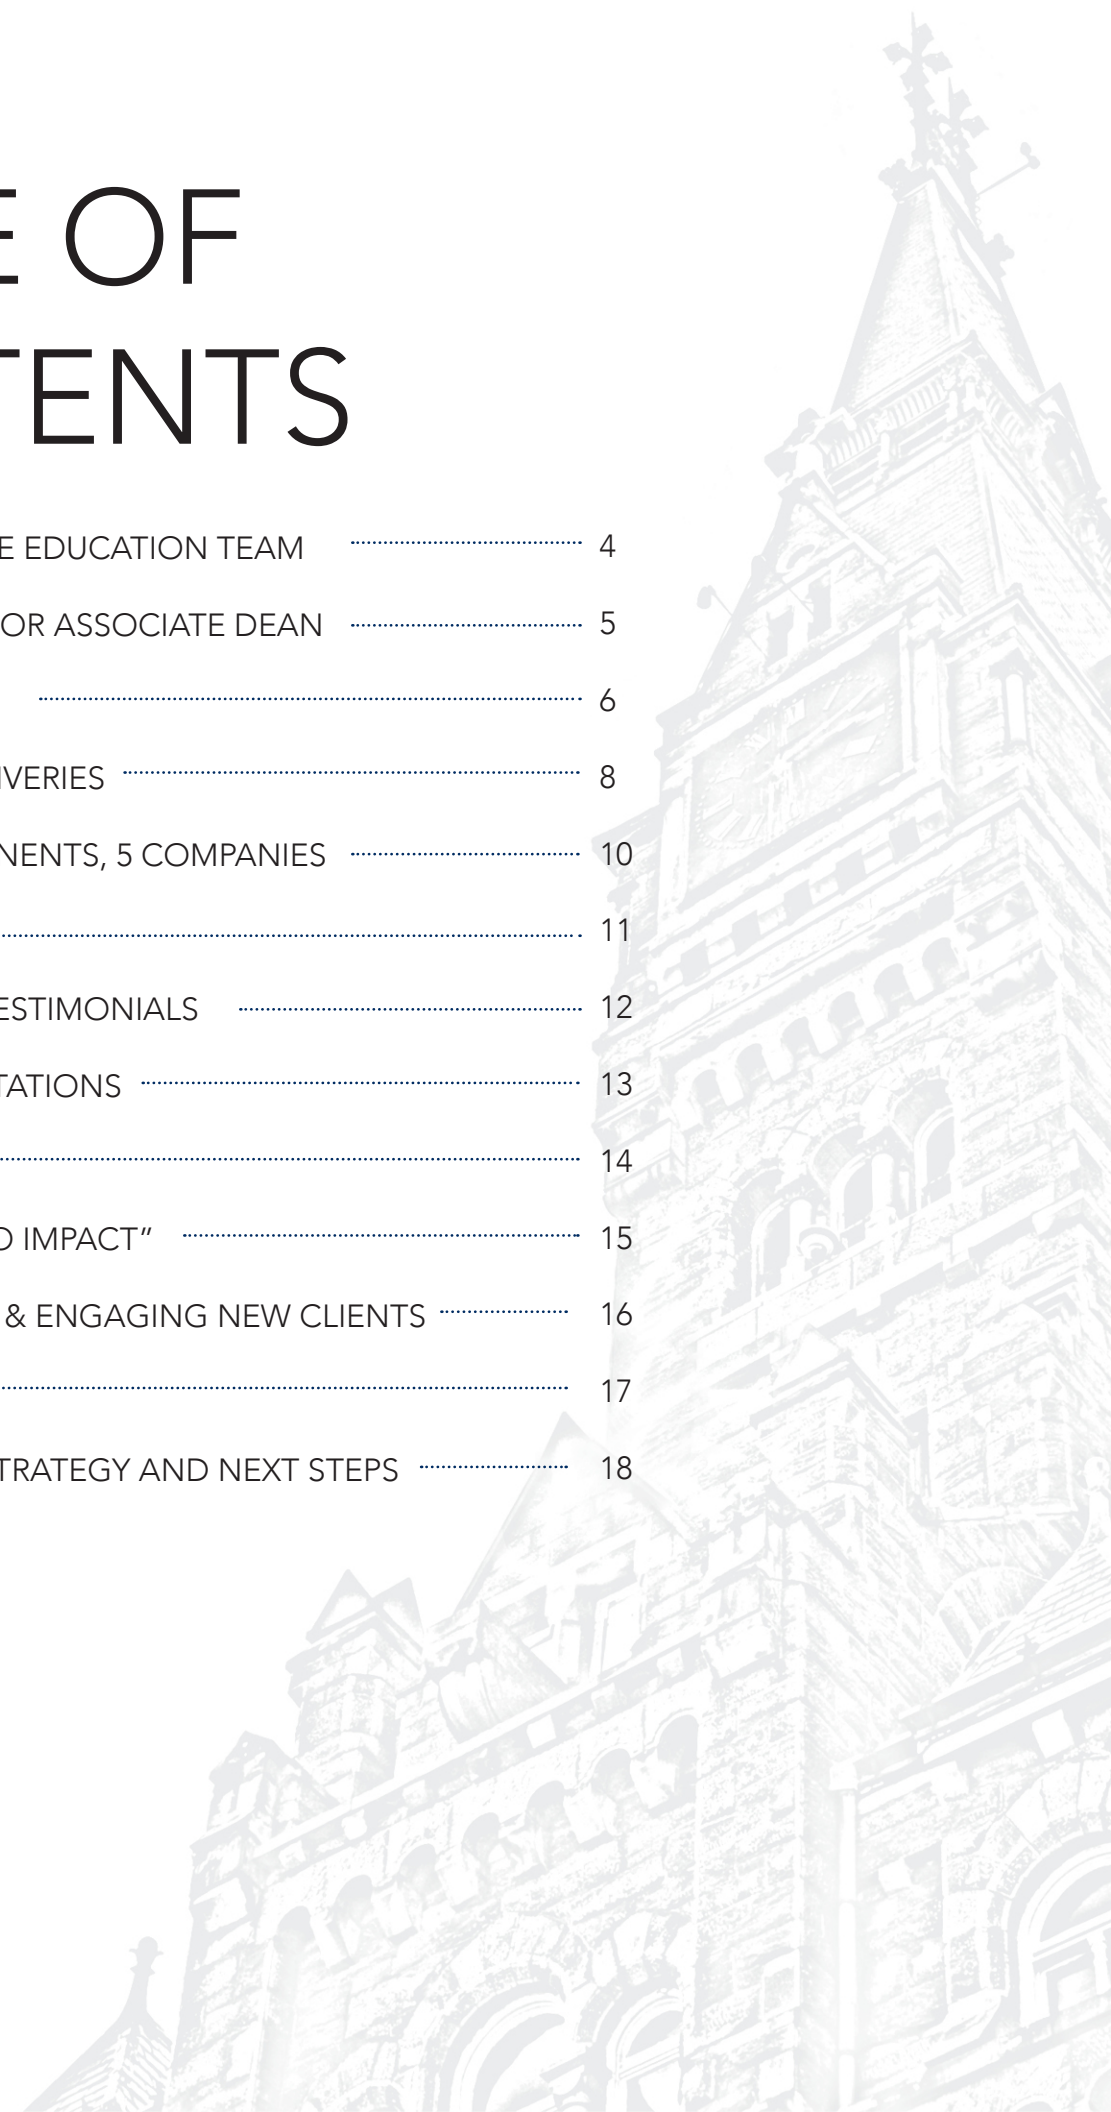 E OF
TENTS
E EDUCATION TEAM 4
OR ASSOCIATE DEAN 5
6
IVERIES 8
NENTS, 5 COMPANIES 10
11
ESTIMONIALS 12
TATIONS 13
14
O IMPACT” 15
& ENGAGING NEW CLIENTS 16
17
TRATEGY AND NEXT STEPS 18